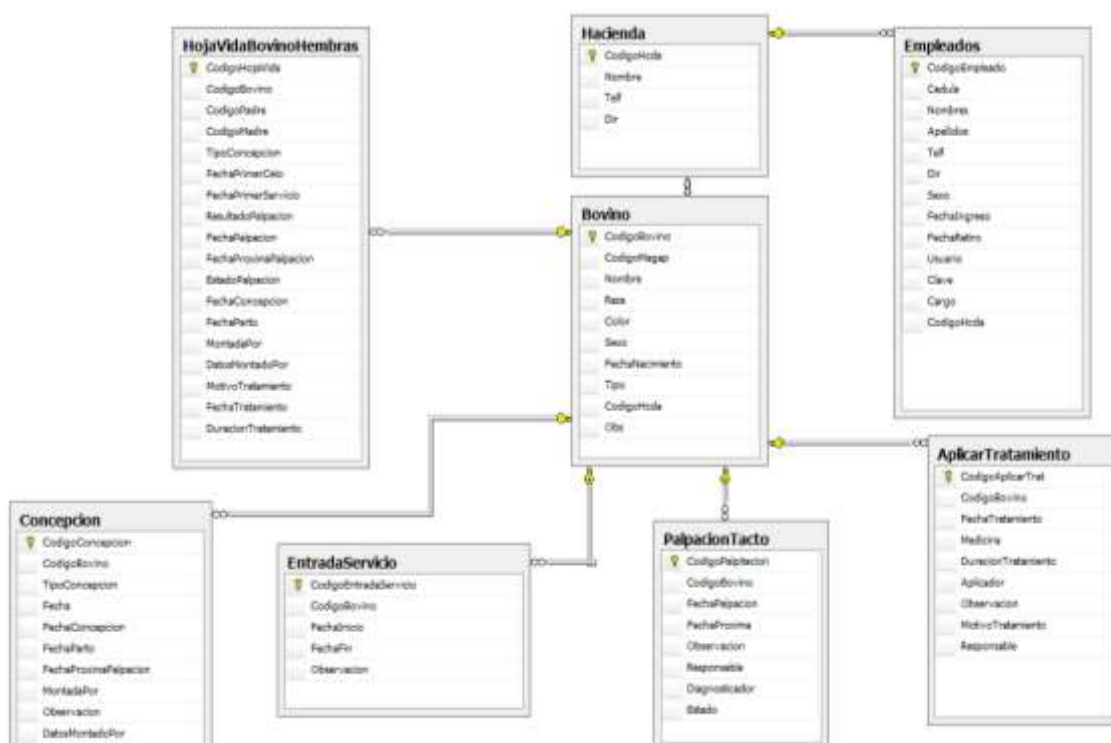 HojaVidaBovinoHembras
CodigoHojaVida
CodigoBovino
CodigoPadre
CodigoMadre
TipoConcepcion
FechaPrimerCelo
FechaPrimerServicio
ResultadoPalpacion
FechaPalpacion
FechaProximaPalpacion
EstadoPalpacion
FechaConcepcion
FechaParto
MontadaPor
DatosMontadoPor
MotivoTratamiento
FechaTratamiento
DuracionTratamiento
Hacienda
CodigoHcda
Nombre
Telf
Dir
Empleados
CodigoEmpleado
Cedula
Nombres
Apellidos
Telf
Dir
Sexo
FechaIngreso
FechaRetiro
Usuario
Clave
Cargo
CodigoHcda
Bovino
CodigoBovino
CodigoMagap
Nombre
Raza
Color
Sexo
FechaNacimiento
Tipo
CodigoHcda
Obs
Concepcion
CodigoConcepcion
CodigoBovino
TipoConcepcion
Fecha
FechaConcepcion
FechaParto
FechaProximaPalpacion
MontadaPor
Observacion
DatosMontadoPor
EntradaServicio
CodigoEntradaServicio
CodigoBovino
FechaInicio
FechaFin
Observacion
PalpacionTacto
CodigoPalpitacion
CodigoBovino
FechaPalpacion
FechaProxima
Observacion
Responsable
Diagnosticador
Estado
AplicarTratamiento
CodigoAplicarTrat
CodigoBovino
FechaTratamiento
Medicina
DuracionTratamiento
Aplicador
Observacion
MotivoTratamiento
Responsable